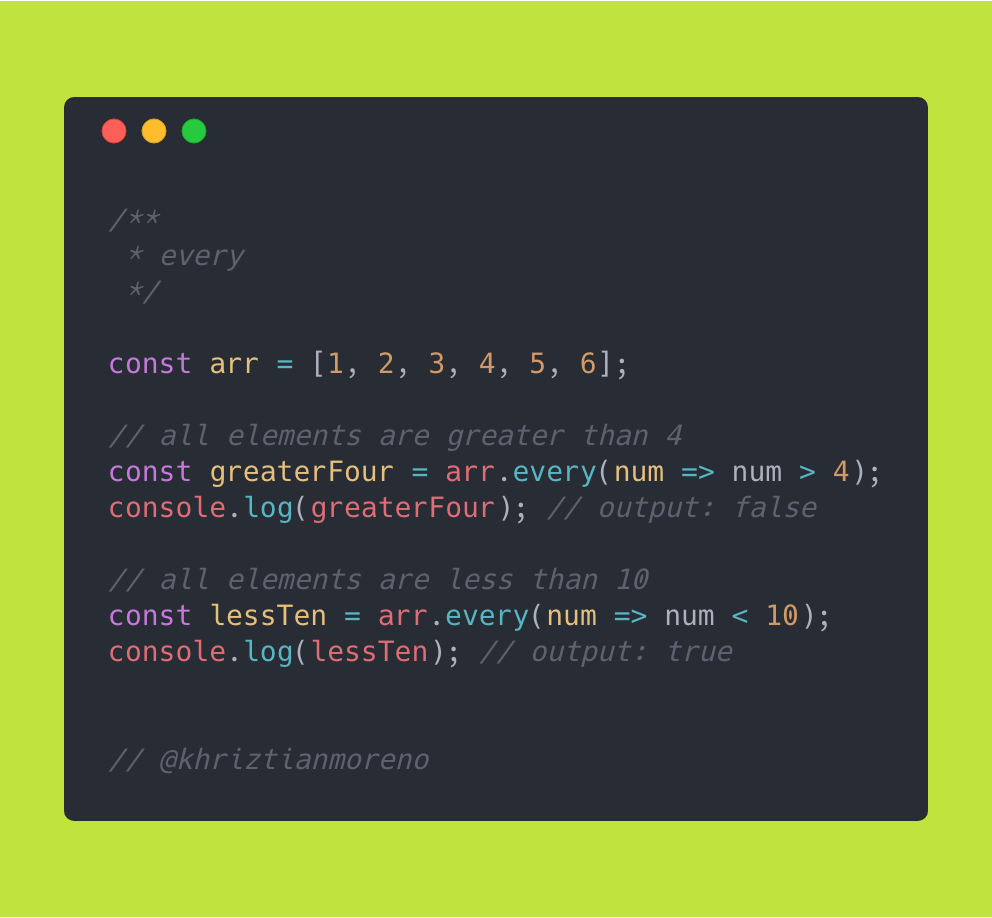 /**
 * every
 */
const arr = [1, 2, 3, 4, 5, 6];
// all elements are greater than 4
const greaterFour = arr.every(num => num > 4);
console.log(greaterFour); // output: false
// all elements are less than 10
const lessTen = arr.every(num => num < 10);
console.log(lessTen); // output: true
// @khriztianmoreno